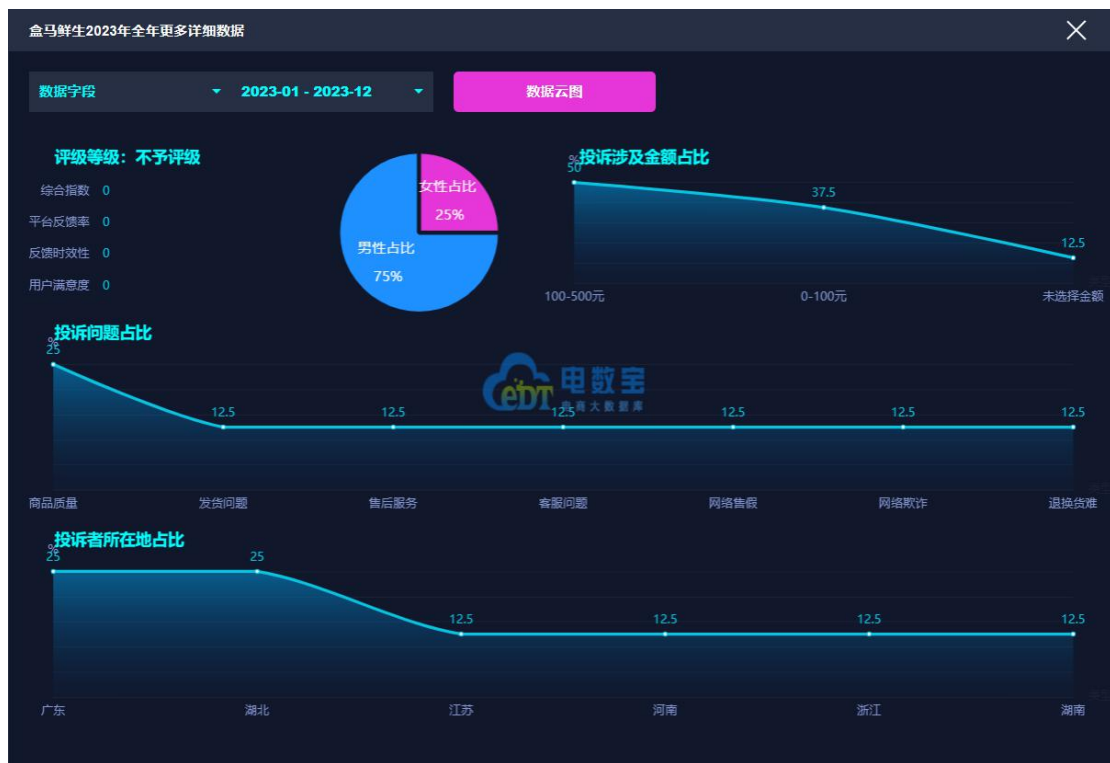 盒马鲜生2023年全年更多详细数据
数据字段
2023-01 - 2023-12
数据云图
评级等级：不予评级
综合指数 0
平台反馈率 0
反馈时效性 0
用户满意度 0
女性占比
25%
男性占比
75%
投诉涉及金额占比
%
50
37.5
12.5
100-500元
0-100元
未选择金额
投诉问题占比
%
25
12.5
12.5
12.5
12.5
12.5
12.5
商品质量
发货问题
售后服务
客服问题
网络售假
网络欺诈
退换货难
eDT 电数宝
电商大数据库
投诉者所在地占比
%
25
25
12.5
12.5
12.5
12.5
广东
湖北
江苏
河南
浙江
湖南